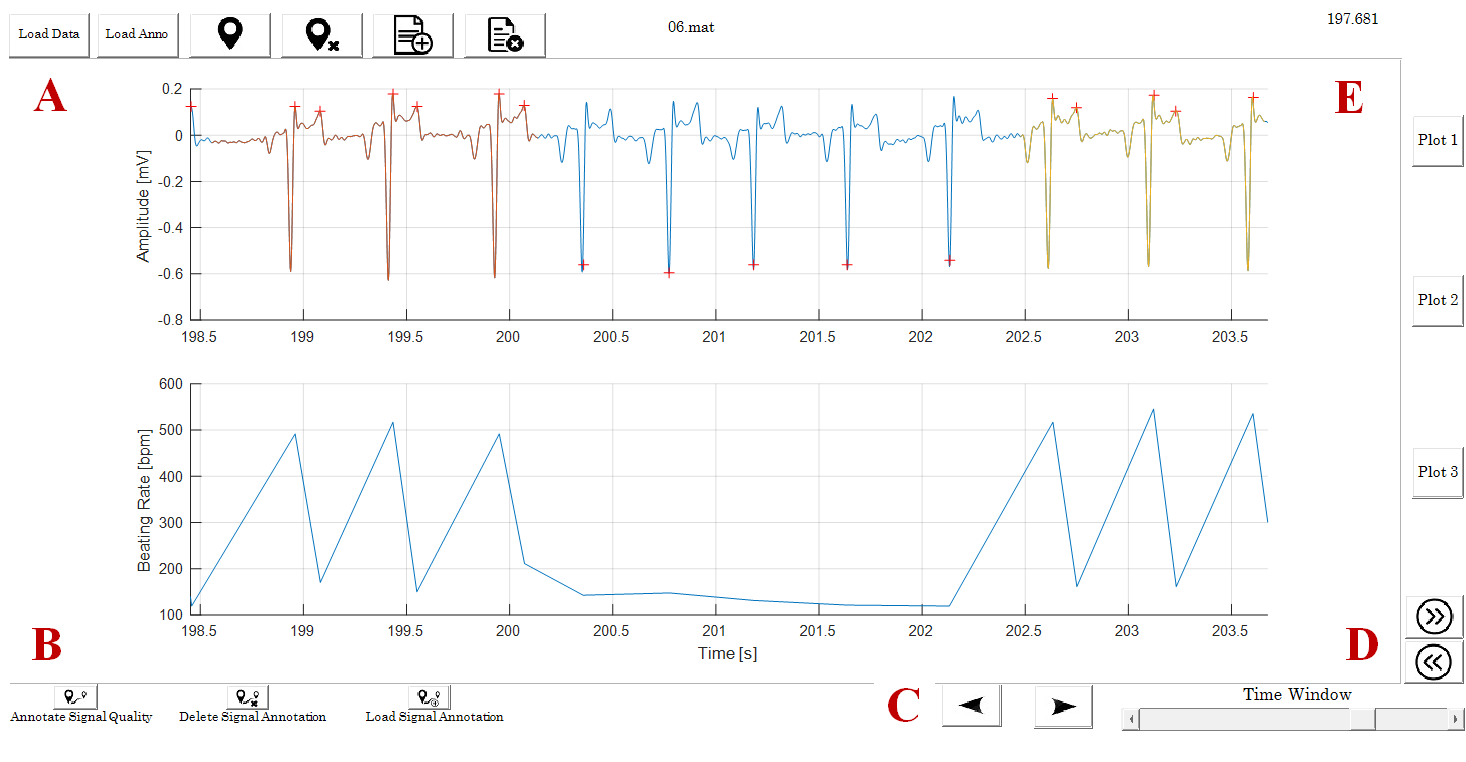 Load Data Load Anno 06.mat 197.681
A E
0.2
0
-0.2
-0.4
-0.6
-0.8
Amplitude [mV]
198.5 199 199.5 200 200.5 201 201.5 202 202.5 203 203.5
Plot 1
Plot 2
Plot 3
600
500
400
300
200
100
Beating Rate [bpm]
198.5 199 199.5 200 200.5 201 201.5 202 202.5 203 203.5
Time [s]
B D
C
Time Window
Annotate Signal Quality Delete Signal Annotation Load Signal Annotation